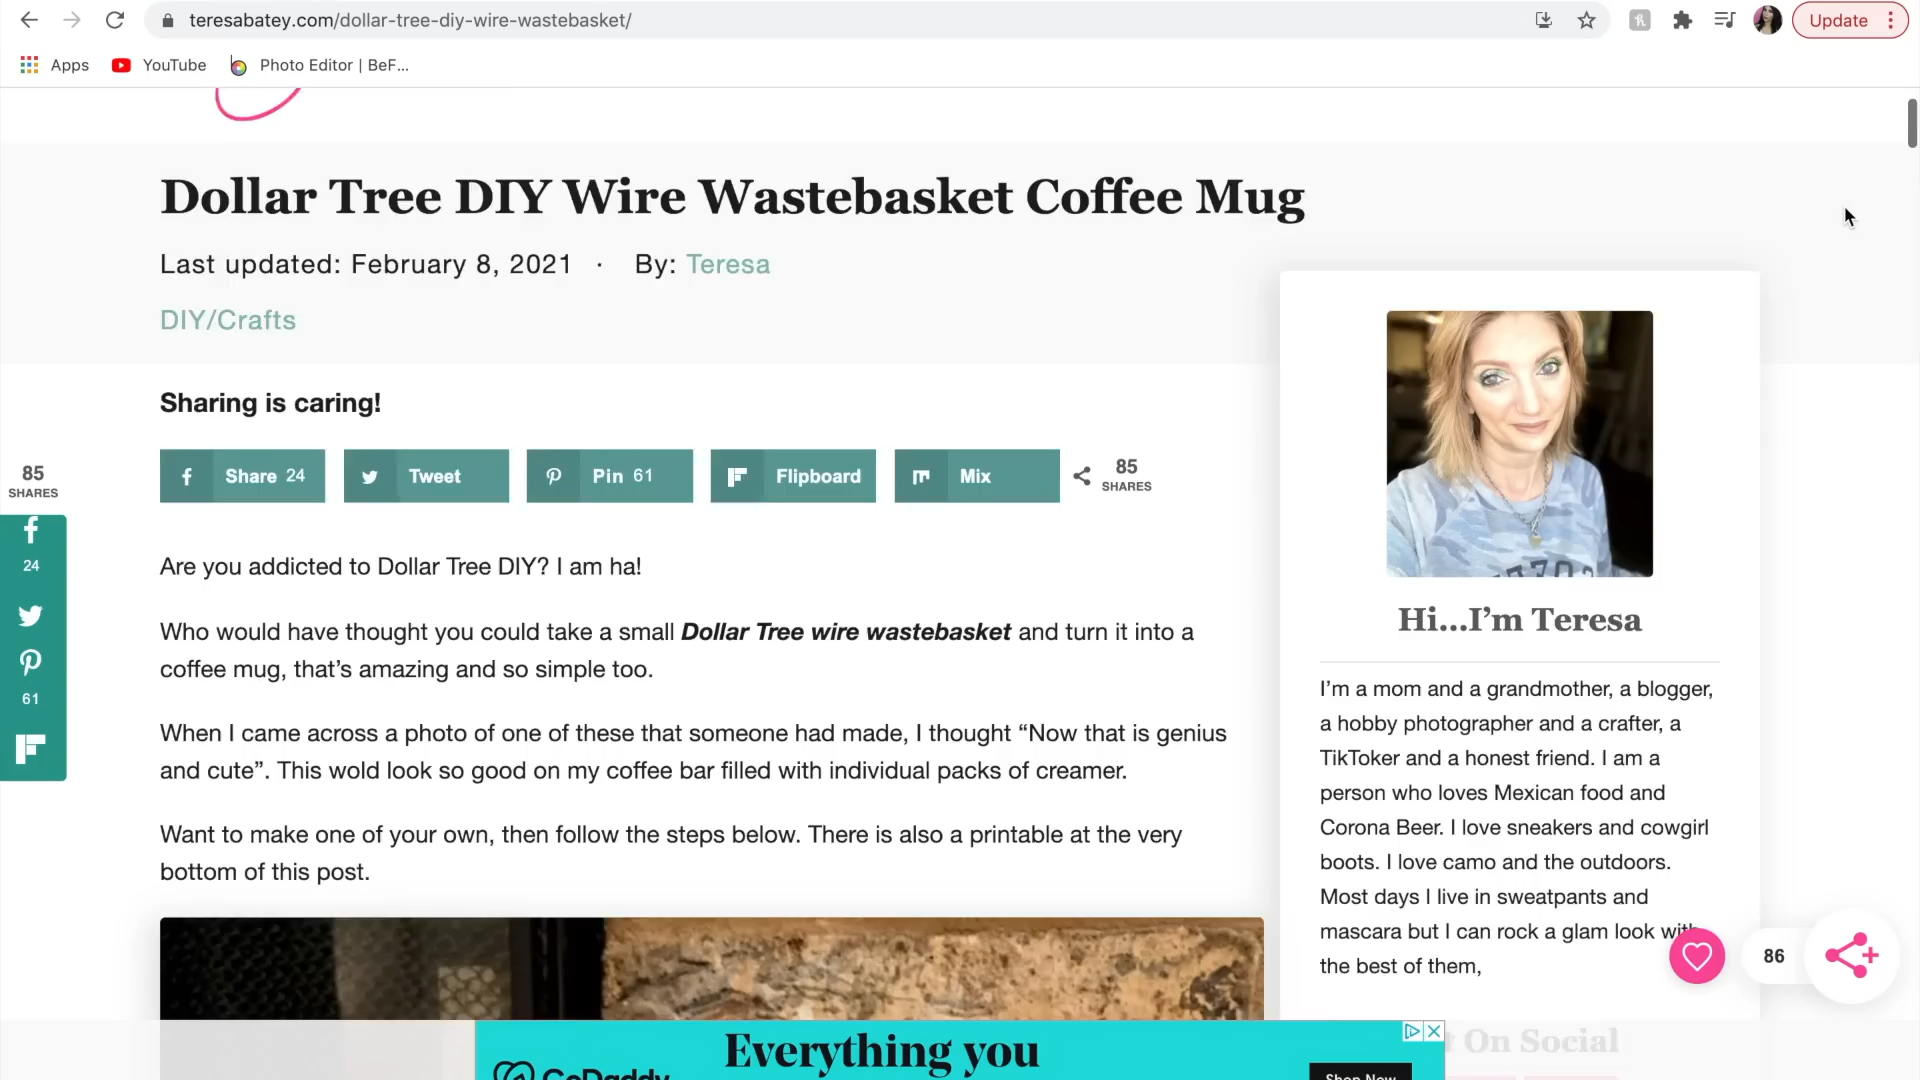 teresabatey.com/dollar-tree-diy-wire-wastebasket/
Update
Apps
YouTube
Photo Editor | BeF...
Dollar Tree DIY Wire Wastebasket Coffee Mug
Last updated: February 8, 2021 · By: Teresa
DIY/Crafts
Sharing is caring!
Share 24
Tweet
Pin 61
Flipboard
Mix
85
SHARES
85
SHARES
24
61
Are you addicted to Dollar Tree DIY? I am ha!
Who would have thought you could take a small Dollar Tree wire wastebasket and turn it into a
coffee mug, that’s amazing and so simple too.
When I came across a photo of one of these that someone had made, I thought “Now that is genius
and cute”. This wold look so good on my coffee bar filled with individual packs of creamer.
Want to make one of your own, then follow the steps below. There is also a printable at the very
bottom of this post.
Hi...I’m Teresa
I’m a mom and a grandmother, a blogger,
a hobby photographer and a crafter, a
TikToker and a honest friend. I am a
person who loves Mexican food and
Corona Beer. I love sneakers and cowgirl
boots. I love camo and the outdoors.
Most days I live in sweatpants and
mascara but I can rock a glam look with
the best of them,
86
On Social
Everything you
GoDaddy
Shop Now